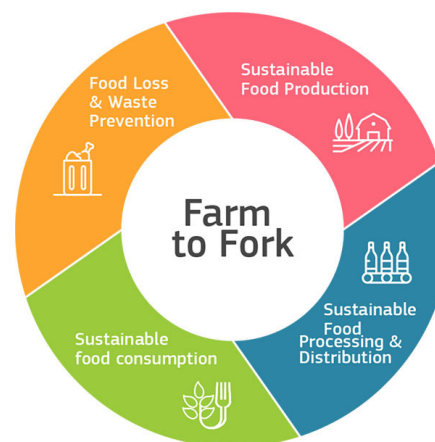 Food Loss
& Waste
Prevention
Sustainable
Food Production
Farm
to Fork
Sustainable
Food
Processing &
Distribution
Sustainable
food consumption